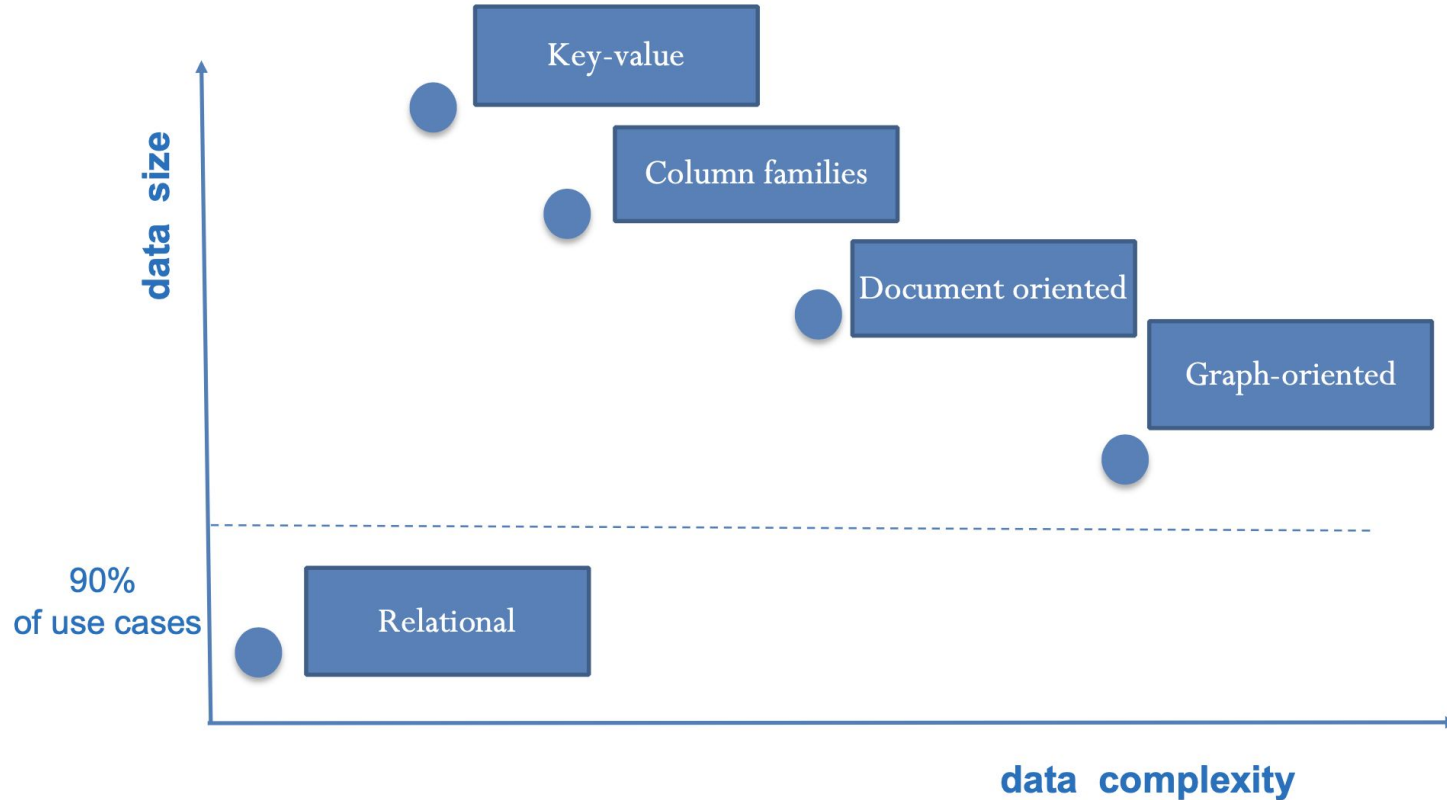 Key-value
Column families
data size
Document oriented
Graph-oriented
90%
of use cases
Relational
data complexity